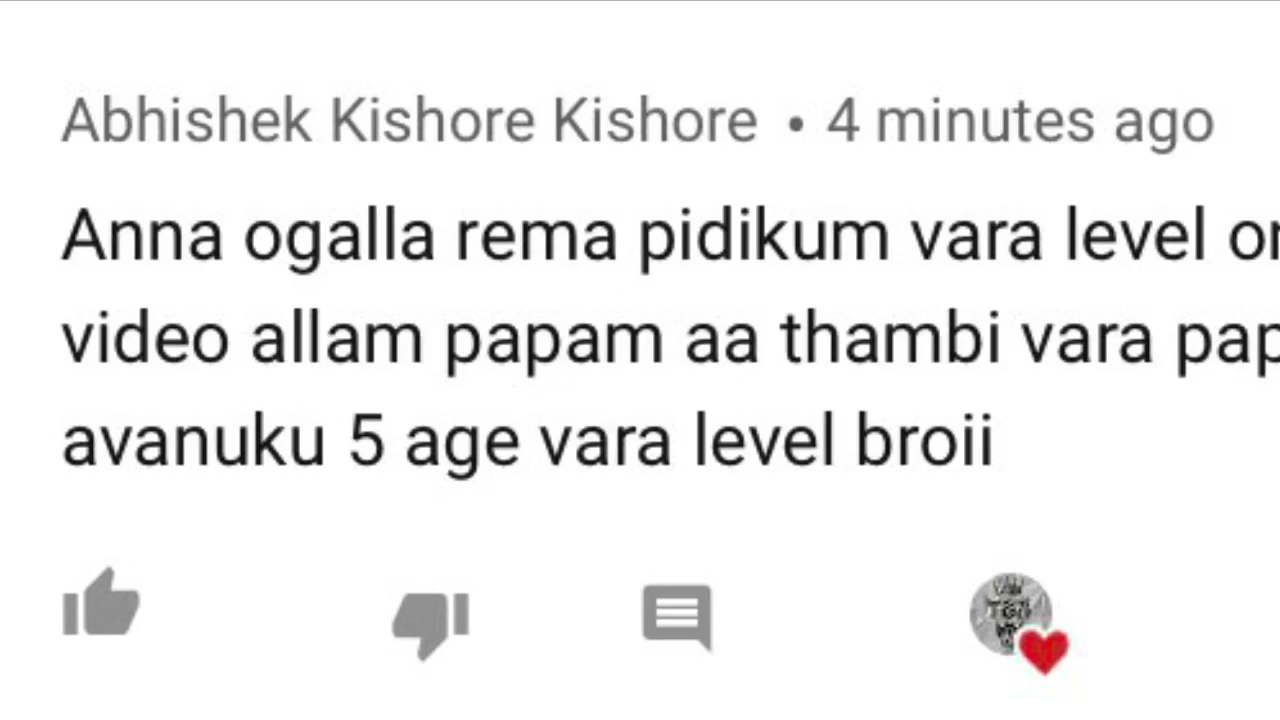 Abhishek Kishore Kishore • 4 minutes ago
Anna ogalla rema pidikum vara level
video allam papam aa thambi vara
avanuku 5 age vara level broii